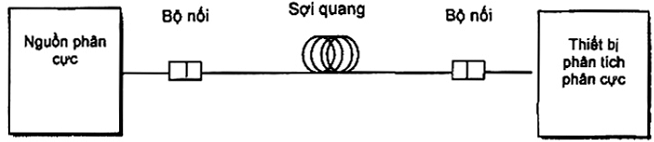 Nguồn phân
cực
Bộ nối
Sợi quang
Bộ nối
Thiết bị
phân tích
phân cực